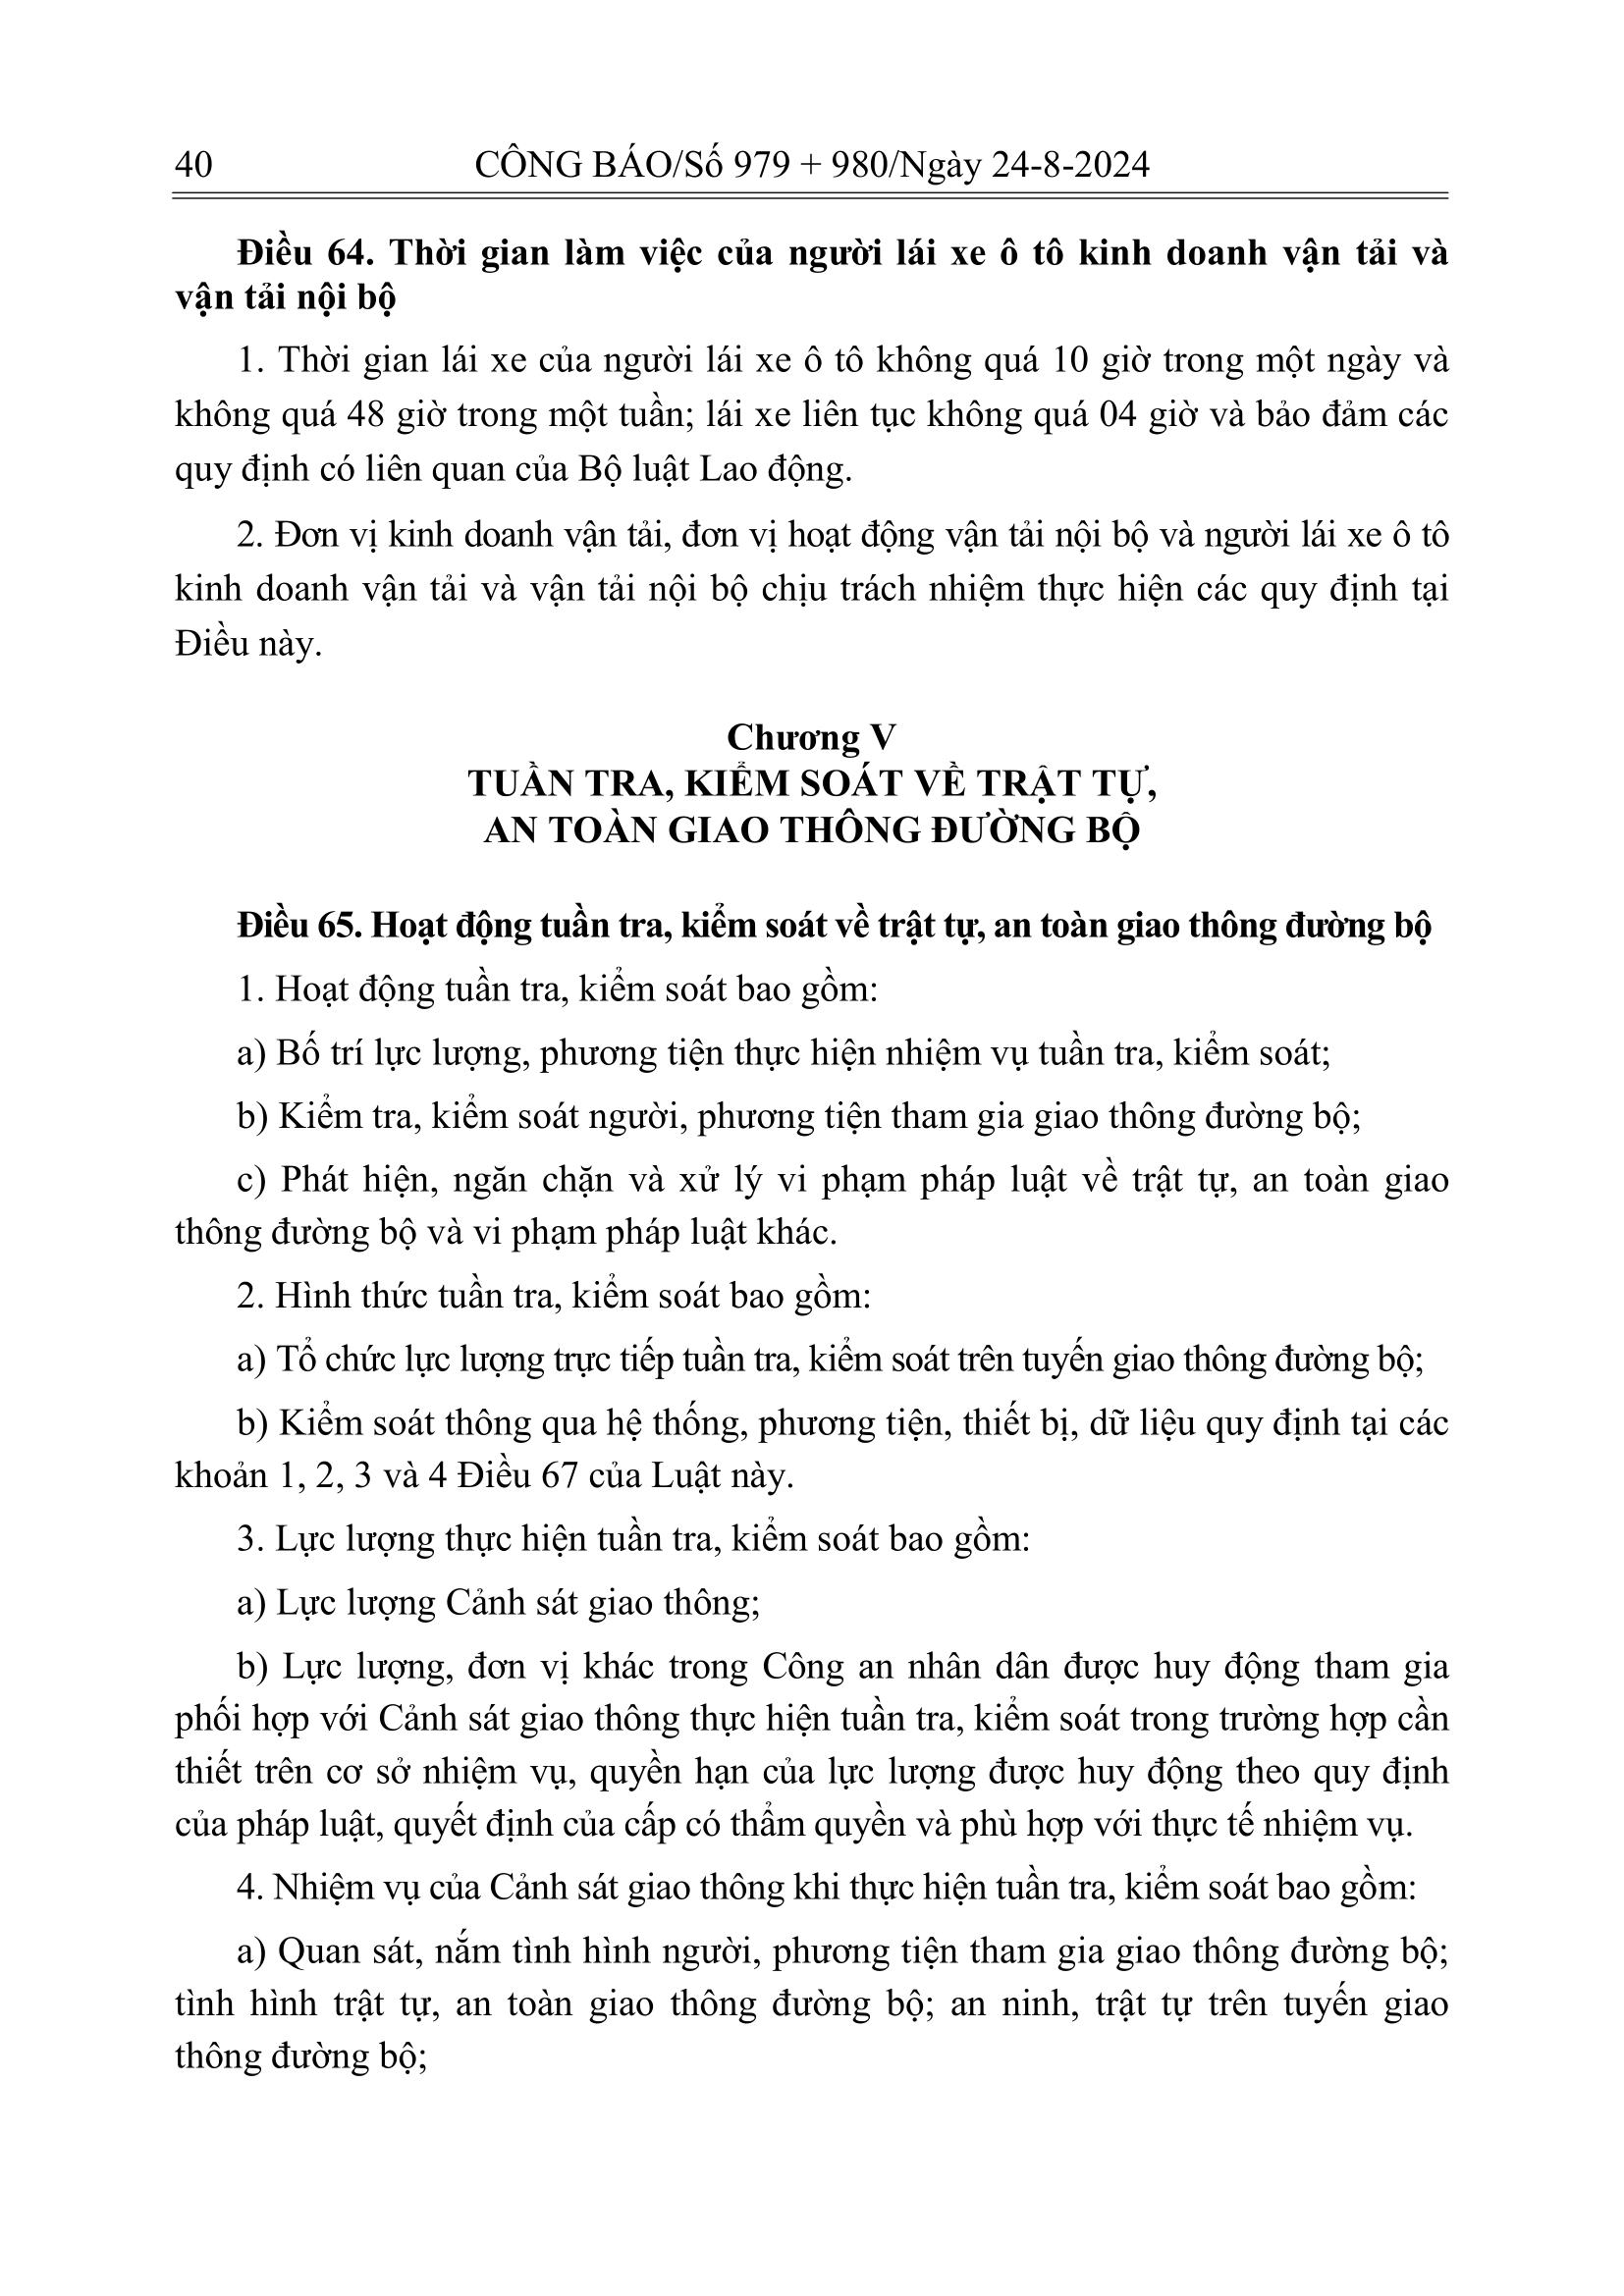 40
CÔNG BÁO/Số 979 + 980/Ngày 24-8-2024
Điều 64. Thời gian làm việc của người lái xe ô tô kinh doanh vận tải và
vận tải nội bộ
1. Thời gian lái xe của người lái xe ô tô không quá 10 giờ trong một ngày và
không quá 48 giờ trong một tuần; lái xe liên tục không quá 04 giờ và bảo đảm các
quy định có liên quan của Bộ luật Lao động.
2. Đơn vị kinh doanh vận tải, đơn vị hoạt động vận tải nội bộ và người lái xe ô tô
kinh doanh vận tải và vận tải nội bộ chịu trách nhiệm thực hiện các quy định tại
Điều này.
Chương V
TUẦN TRA, KIỂM SOÁT VỀ TRẬT TỰ,
AN TOÀN GIAO THÔNG ĐƯỜNG BỘ
Điều 65. Hoạt động tuần tra, kiểm soát về trật tự, an toàn giao thông đường bộ
1. Hoạt động tuần tra, kiểm soát bao gồm:
a) Bố trí lực lượng, phương tiện thực hiện nhiệm vụ tuần tra, kiểm soát;
b) Kiểm tra, kiểm soát người, phương tiện tham gia giao thông đường bộ;
c) Phát hiện, ngăn chặn và xử lý vi phạm pháp luật về trật tự, an toàn giao
thông đường bộ và vi phạm pháp luật khác.
2. Hình thức tuần tra, kiểm soát bao gồm:
a) Tổ chức lực lượng trực tiếp tuần tra, kiểm soát trên tuyến giao thông đường bộ;
b) Kiểm soát thông qua hệ thống, phương tiện, thiết bị, dữ liệu quy định tại các
khoản 1, 2, 3 và 4 Điều 67 của Luật này.
3. Lực lượng thực hiện tuần tra, kiểm soát bao gồm:
a) Lực lượng Cảnh sát giao thông;
b) Lực lượng, đơn vị khác trong Công an nhân dân được huy động tham gia
phối hợp với Cảnh sát giao thông thực hiện tuần tra, kiểm soát trong trường hợp cần
thiết trên cơ sở nhiệm vụ, quyền hạn của lực lượng được huy động theo quy định
của pháp luật, quyết định của cấp có thẩm quyền và phù hợp với thực tế nhiệm vụ.
4. Nhiệm vụ của Cảnh sát giao thông khi thực hiện tuần tra, kiểm soát bao gồm:
a) Quan sát, nắm tình hình người, phương tiện tham gia giao thông đường bộ;
tình hình trật tự, an toàn giao thông đường bộ; an ninh, trật tự trên tuyến giao
thông đường bộ;